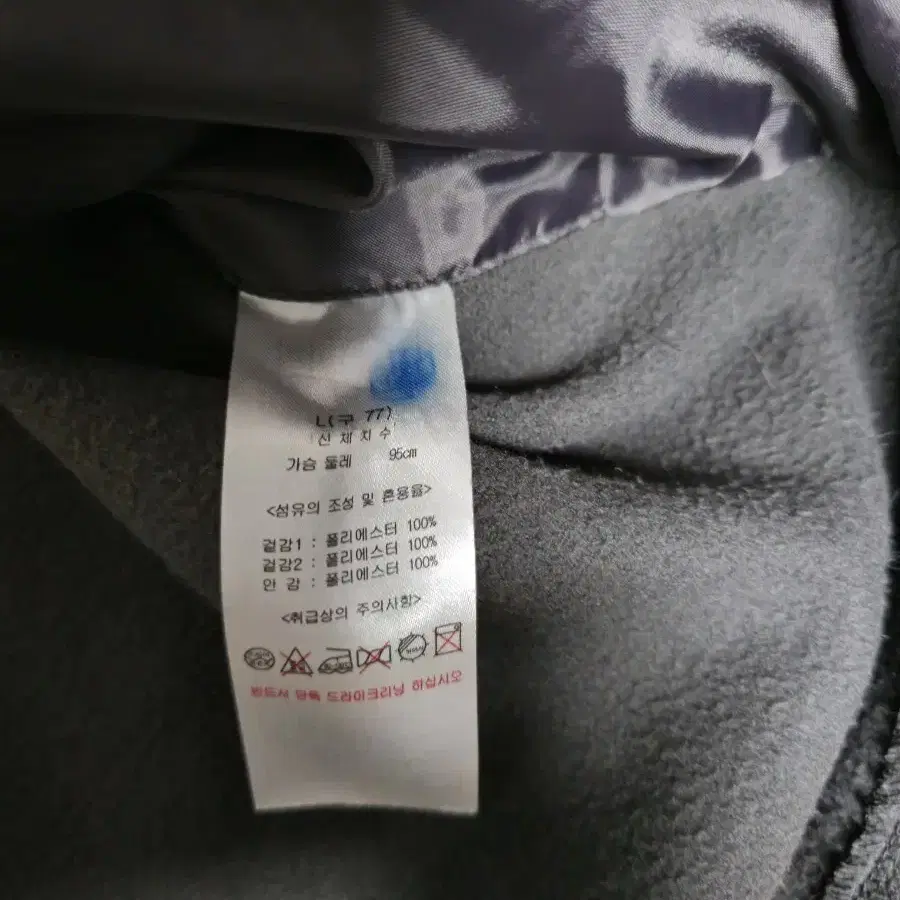 L(구 77)
신 체 치 수
가슴 둘레 95cm
<섬유의 조성 및 혼용율>
겉감1 : 폴리에스터 100%
겉감2 : 폴리에스터 100%
안 감 : 폴리에스터 100%
<취급상의 주의사항>
반드시 단독 드라이크리닝 하십시오